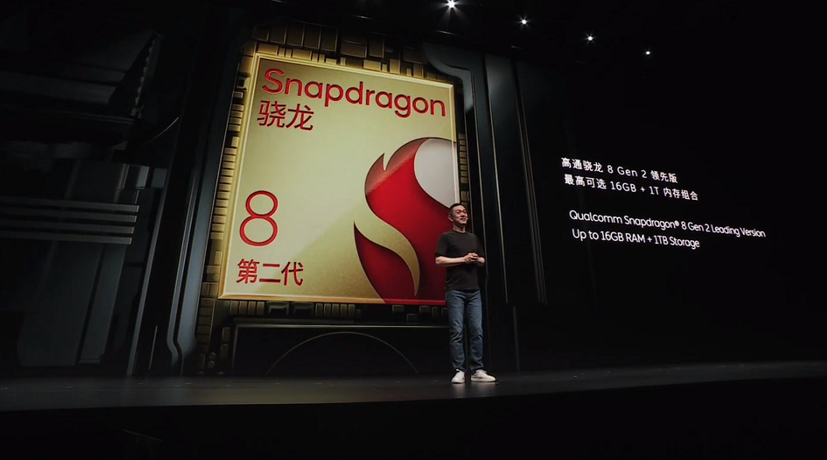 Snapdragon
骁龙
8
第二代
高通骁龙 8 Gen 2 领先版
最高可选 16GB + 1T 内存组合
Qualcomm Snapdragon® 8 Gen 2 Leading Version
Up to 16GB RAM + 1TB Storage